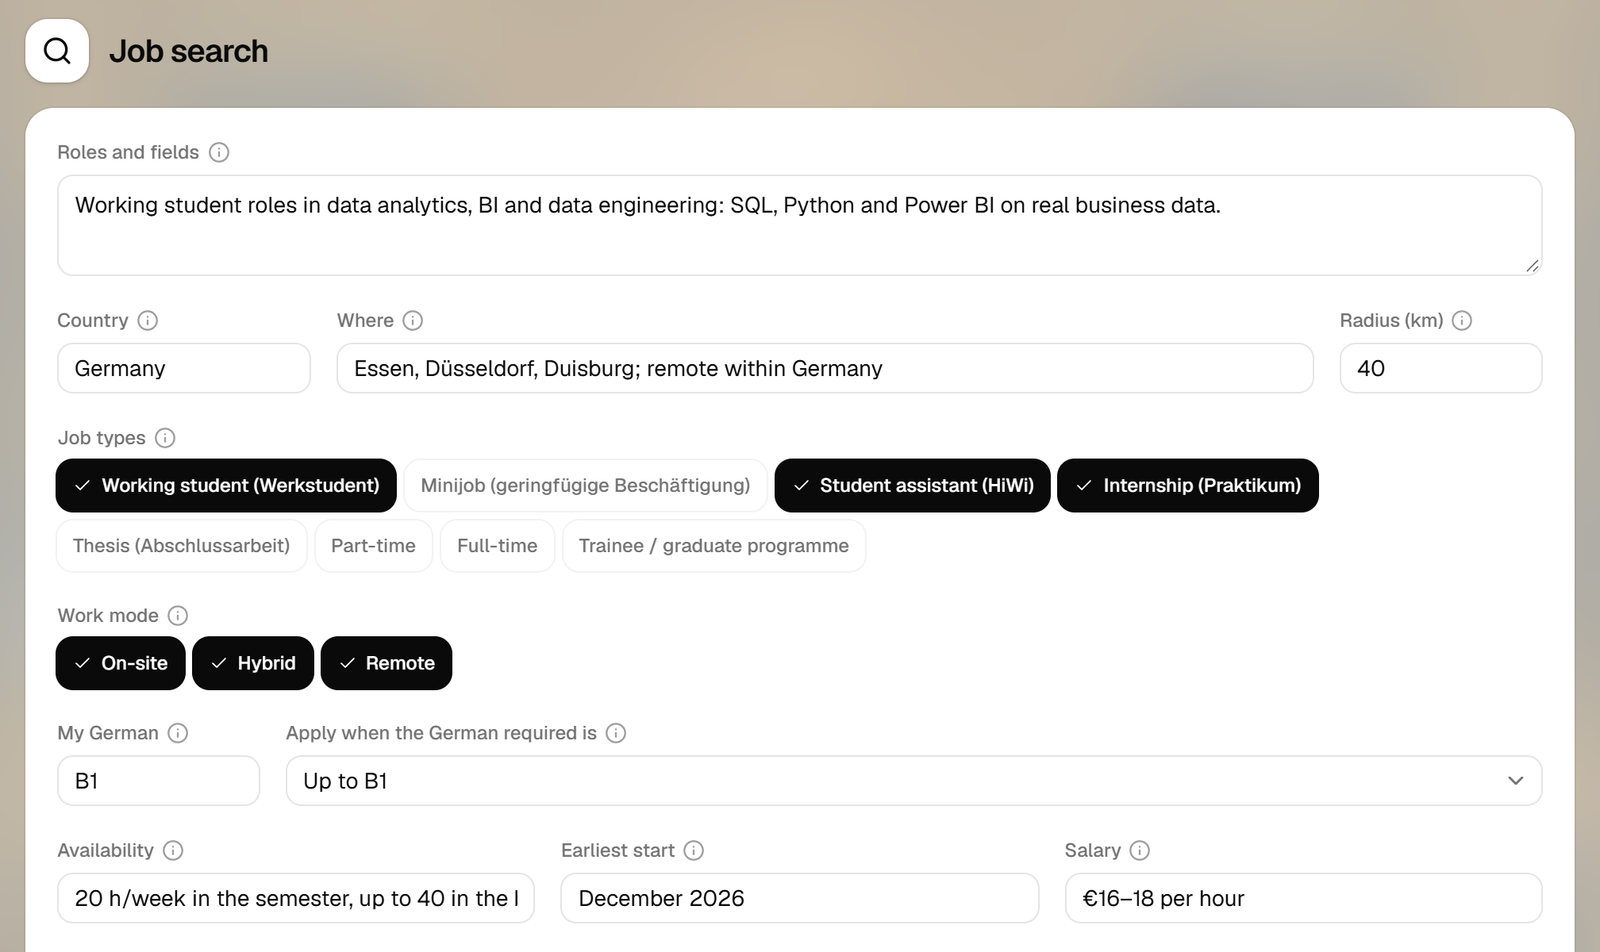 Job search
Roles and fields
Working student roles in data analytics, BI and data engineering: SQL, Python and Power BI on real business data.
Country
Where
Radius (km)
Germany
Essen, Düsseldorf, Duisburg; remote within Germany
40
Job types
Working student (Werkstudent)
Minijob (geringfügige Beschäftigung)
Student assistant (HiWi)
Internship (Praktikum)
Thesis (Abschlussarbeit)
Part-time
Full-time
Trainee / graduate programme
Work mode
On-site
Hybrid
Remote
My German
Apply when the German required is
B1
Up to B1
Availability
Earliest start
Salary
20 h/week in the semester, up to 40 in the
December 2026
€16–18 per hour